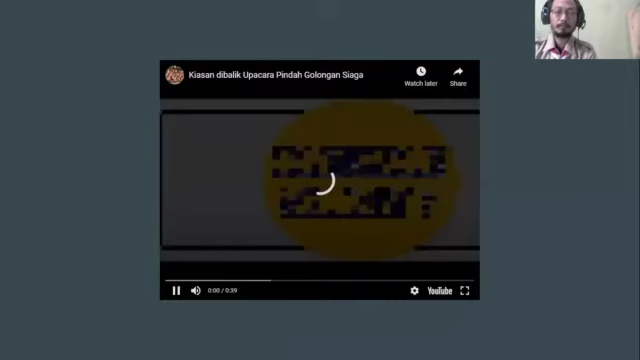 Kiasan dibalik Upacara Pindah Golongan Siaga
Watch later
Share
0:00 / 0:39
YouTube